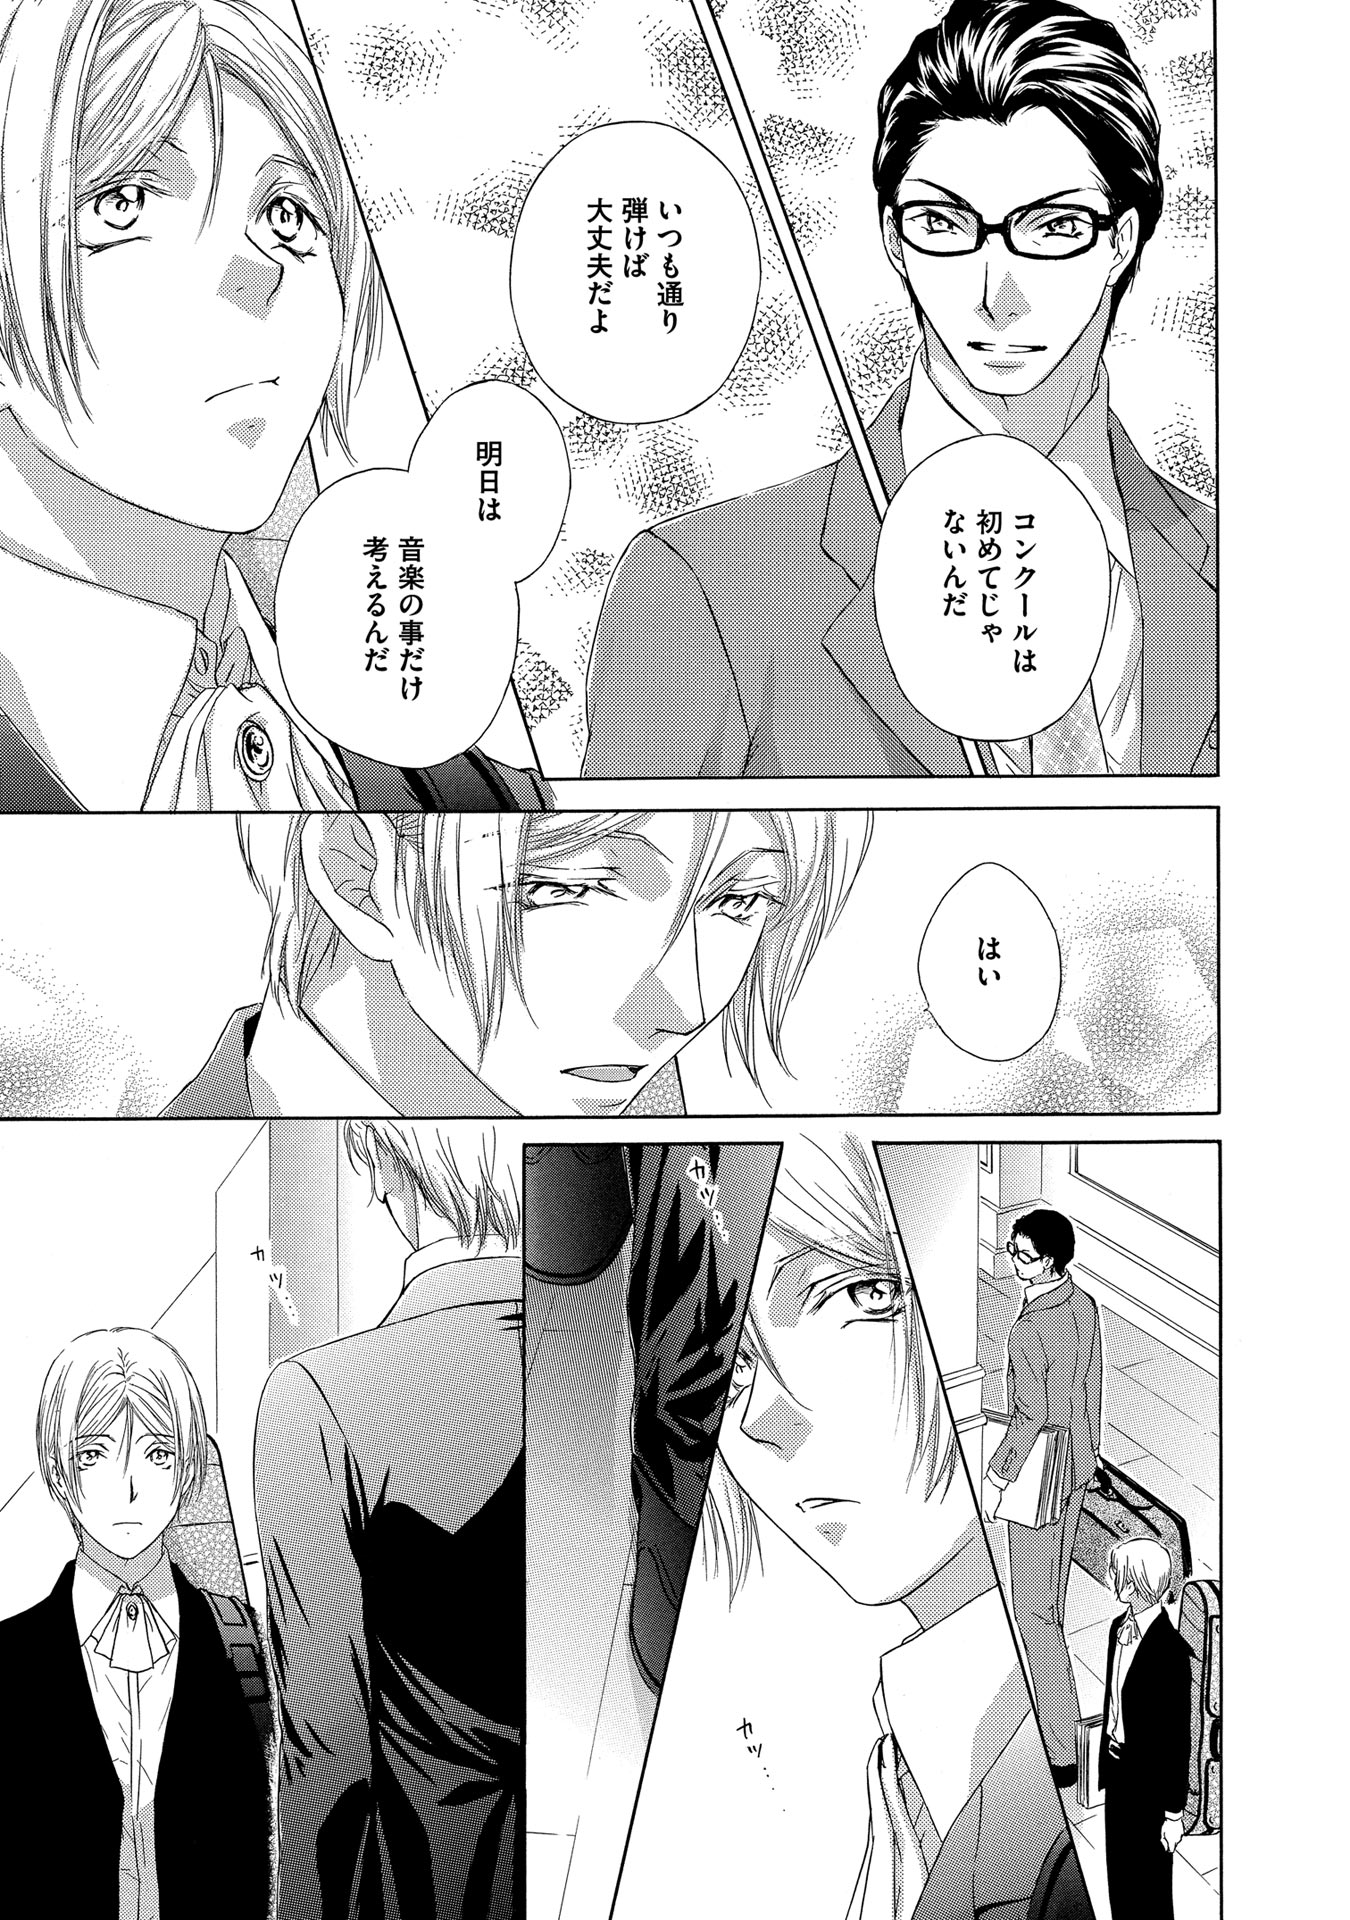 コンクールは
初めてじゃ
ないんだ
いつも通り
弾けば
大丈夫だよ
明日は
音楽の事だけ
考えるんだ
はい
カッ…
カツ…
カツ…